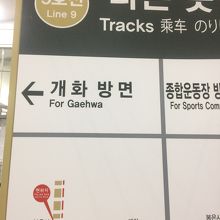 Line 9
Tracks 乘车 のり
← 개화 방면
For Gaehwa
종합운동장 방
For Sports Com